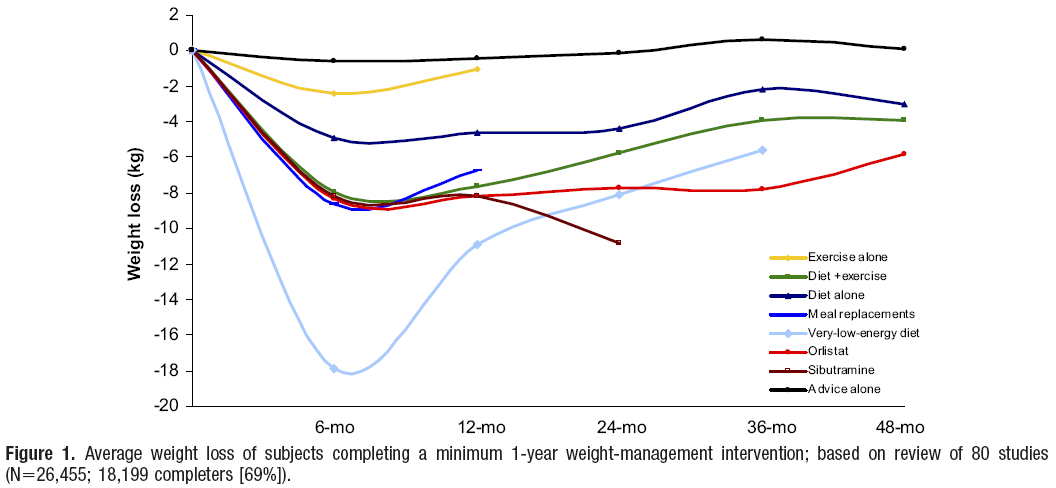 2
0
-2
-4
-6
-8
-10
-12
-14
-16
-18
-20
Weight loss (kg)
6-mo 12-mo 24-mo 36-mo 48-mo
Exercise alone
Diet +exercise
Diet alone
Meal replacements
Very-low-energy diet
Orlistat
Sibutramine
Advice alone
Figure 1. Average weight loss of subjects completing a minimum 1-year weight-management intervention; based on review of 80 studies
(N=26,455; 18,199 completers [69%]).